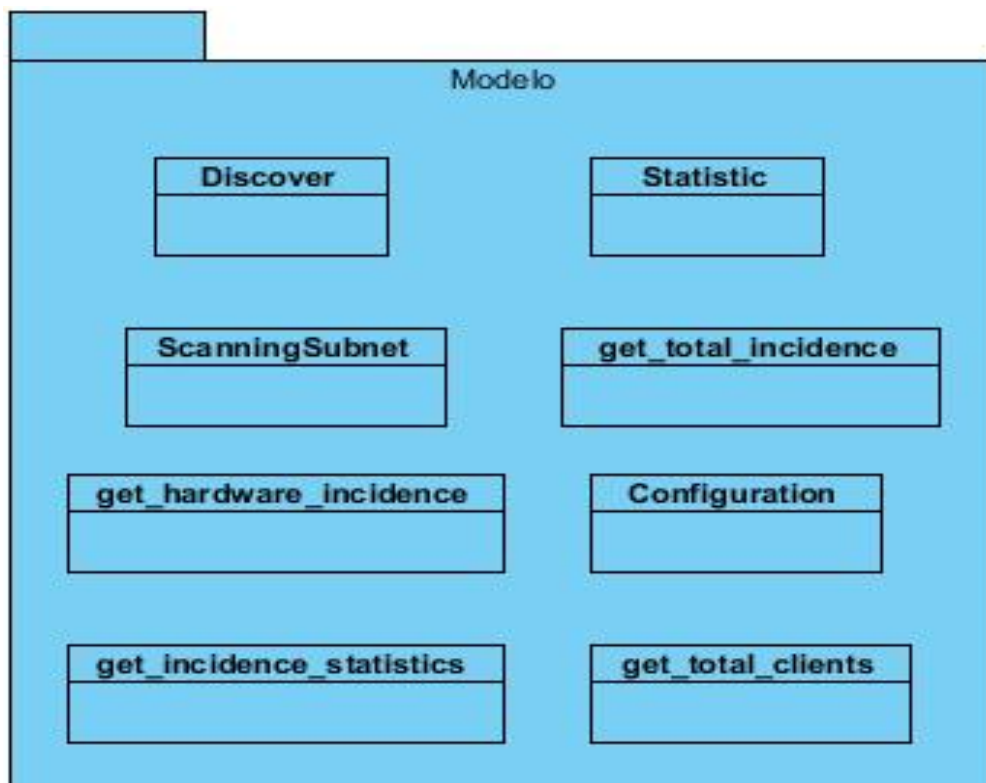 Modelo
Discover
Statistic
ScanningSubnet
get_total_incidence
get_hardware_incidence
Configuration
get_incidence_statistics
get_total_clients